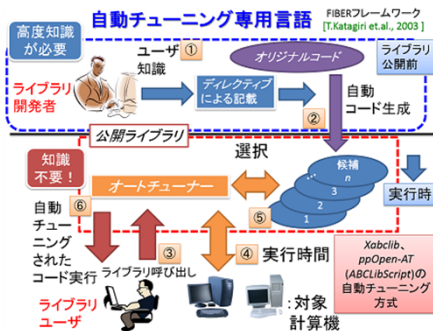 自動チューニング専用言語
FIBERフレームワーク
[T.Katagiri et.al., 2003 ]
高度知識
が必要
ユーザ
知識
①
オリジナルコード
ライブラリ
公開前
ライブラリ
開発者
ディレクティブ
による記載
②
自動
コード生成
公開ライブラリ
知識
不要!
選択
オートチューナー
候補
n
…
3
2
1
⑤
実行時
⑥
自動
チュー
ニング
された
コード実行
③
ライブラリ呼び出し
④
実行時間
ライブラリ
ユーザ
:対象
計算機
Xabclib、
ppOpen-AT
(ABCLibScript)の
自動チューニング
方式